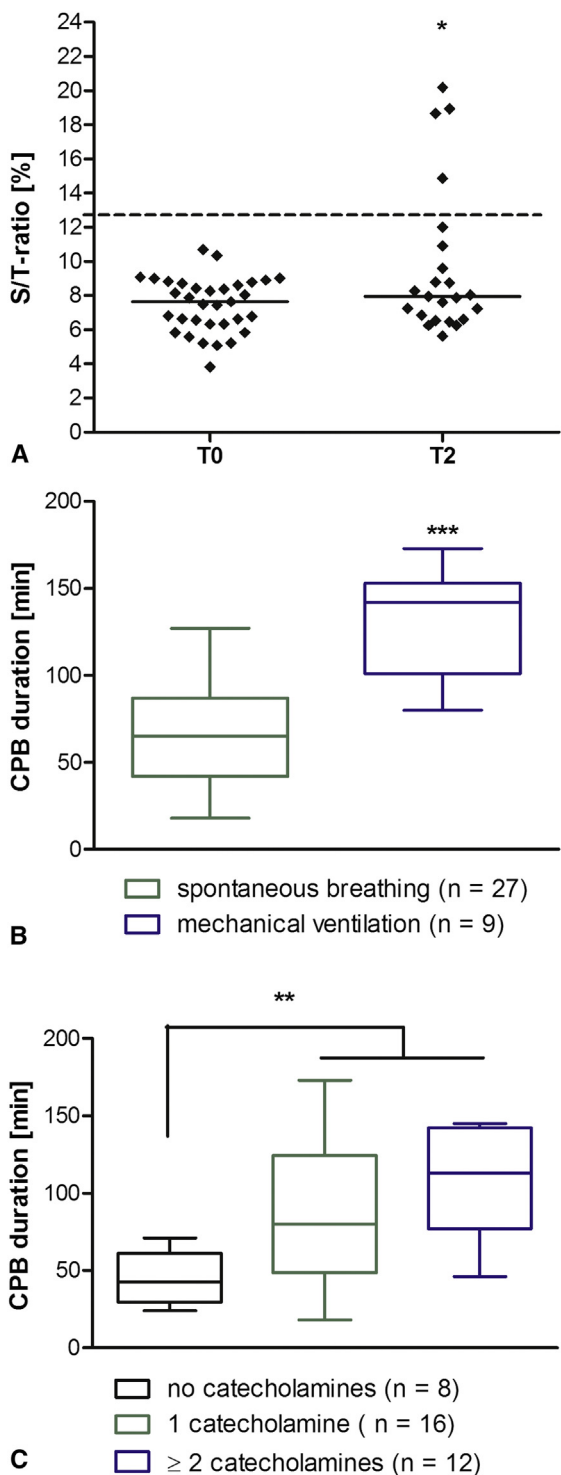 24
22
20
18
16
14
12
10
8
6
4
2
0
S/T-ratio [%]
*
T0 T2
A
200
150
100
50
0
CPB duration [min]
***
spontaneous breathing (n = 27)
mechanical ventilation (n = 9)
B
**
200
150
100
50
0
CPB duration [min]
no catecholamines (n = 8)
1 catecholamine ( n = 16)
≥ 2 catecholamines (n = 12)
C